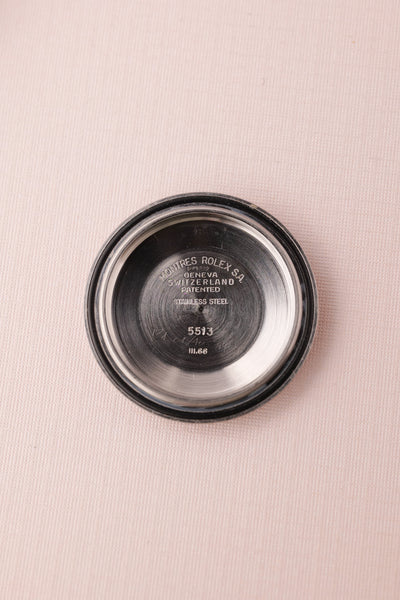 MONTRES ROLEX S.A.
GENEVA
SWITZERLAND
PATENTED
STAINLESS STEEL
5513
III.66